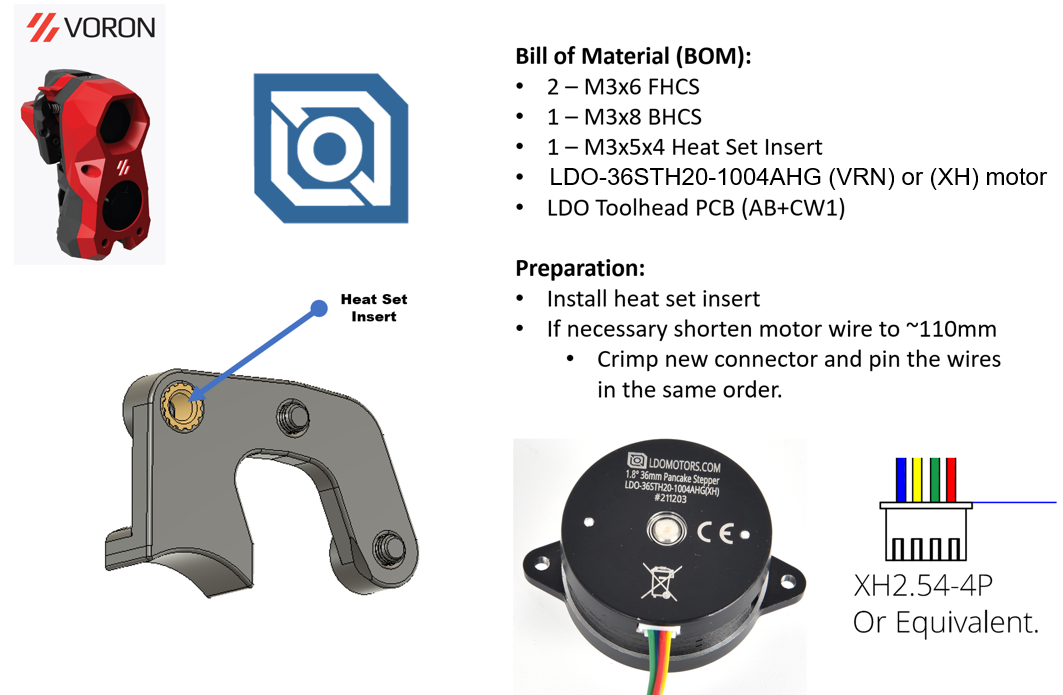 VORON
Bill of Material (BOM):
• 2 – M3x6 FHCS
• 1 – M3x8 BHCS
• 1 – M3x5x4 Heat Set Insert
• LDO-36STH20-1004AHG (VRN) or (XH) motor
• LDO Toolhead PCB (AB+CW1)
Preparation:
• Install heat set insert
• If necessary shorten motor wire to ~110mm
• Crimp new connector and pin the wires
in the same order.
Heat Set
Insert
LDOMOTORS.COM
1.8° 36mm Pancake Stepper
LDO-36STH20-1004AHG(XH)
#211203
CE
XH2.54-4P
Or Equivalent.